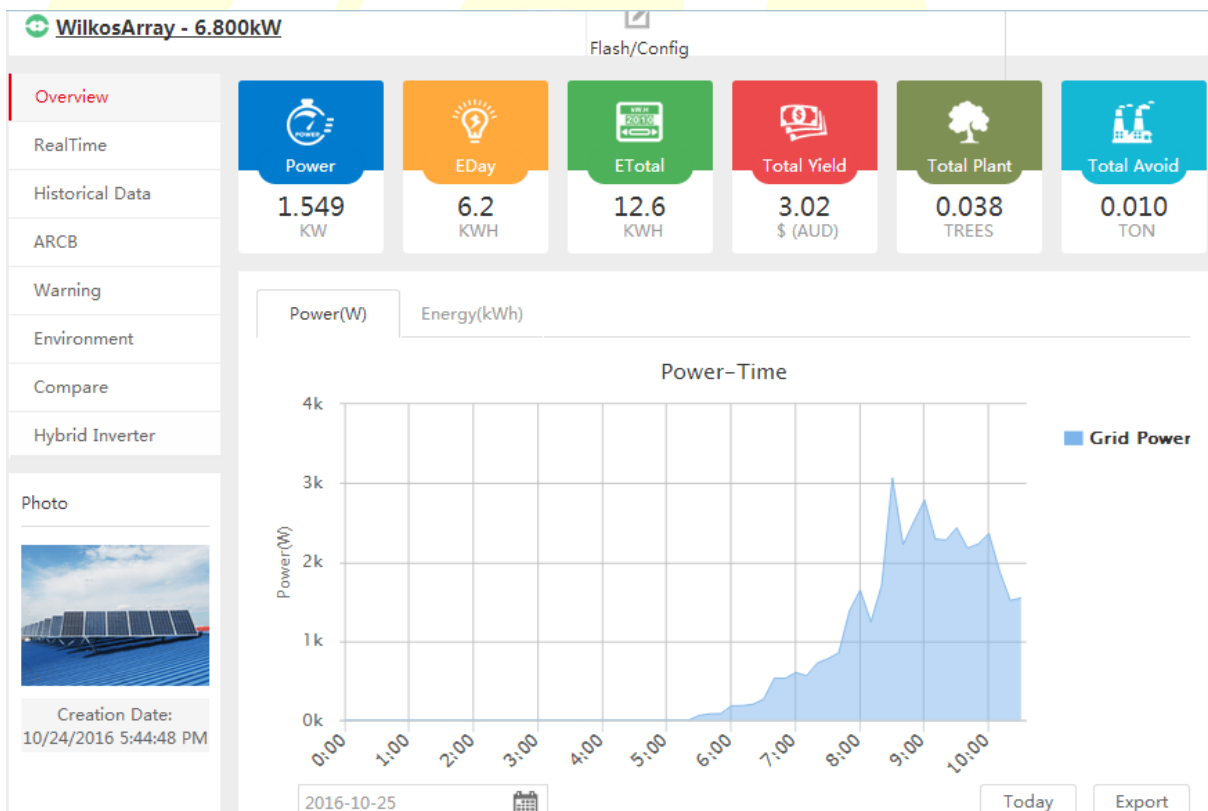 WilkosArray - 6.800kW
Flash/Config
Overview
RealTime
Historical Data
ARCB
Warning
Environment
Compare
Hybrid Inverter
Photo
Creation Date:
10/24/2016 5:44:48 PM
POWER
Power
1.549
KW
EDay
6.2
KWH
KW H
2010
ETotal
12.6
KWH
Total Yield
3.02
$ (AUD)
Total Plant
0.038
TREES
Total Avoid
0.010
TON
Power(W) Energy(kWh)
Power-Time
Power(W)
4k
3k
2k
1k
0k
0:00 1:00 2:00 3:00 4:00 5:00 6:00 7:00 8:00 9:00 10:00
Grid Power
2016-10-25
Today Export